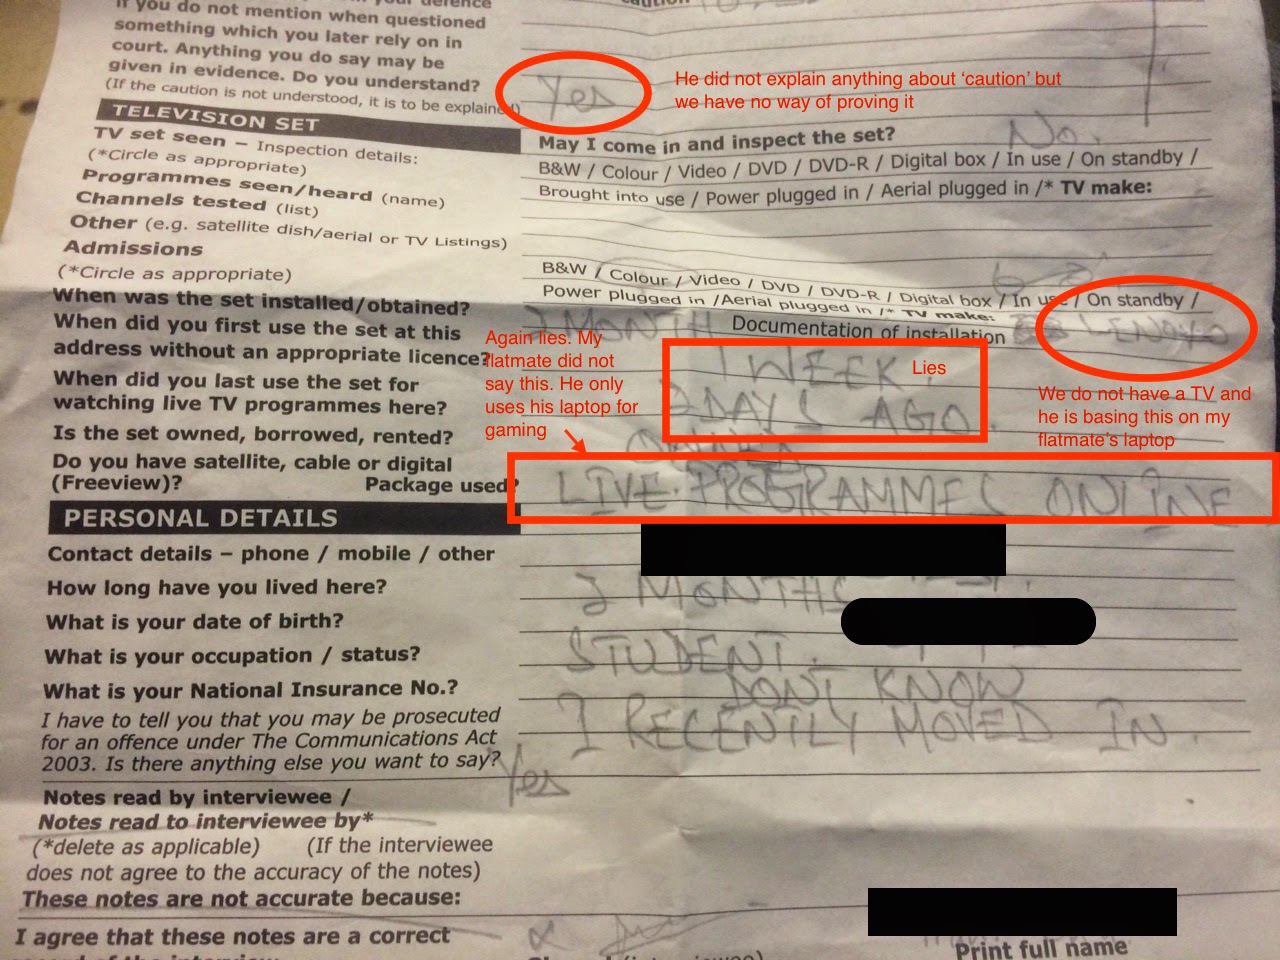 If you do not mention when questioned
something which you later rely on in
court. Anything you do say may be
given in evidence. Do you understand?
(If the caution is not understood, it is to be explained)
Yes
He did not explain anything about ‘caution’ but
we have no way of proving it
TELEVISION SET
TV set seen – Inspection details:
(*Circle as appropriate)
Programmes seen/heard (name)
Channels tested (list)
Other (e.g. satellite dish/aerial or TV Listings)
May I come in and inspect the set?
No.
B&W / Colour / Video / DVD / DVD-R / Digital box / In use / On standby /
Brought into use / Power plugged in / Aerial plugged in /* TV make:
Admissions
(*Circle as appropriate)
B&W / Colour / Video / DVD / DVD-R / Digital box / In use / On standby /
Power plugged in /Aerial plugged in /* TV make:
When was the set installed/obtained?
MONTH
Documentation of installation
LENOVO
When did you first use the set at this
address without an appropriate licence?
1 WEEK.
Lies
When did you last use the set for
watching live TV programmes here?
2 DAYS AGO.
Again lies. My
flatmate did not
say this. He only
uses his laptop for
gaming
We do not have a TV and
he is basing this on my
flatmate's laptop
Is the set owned, borrowed, rented?
OWNED
Do you have satellite, cable or digital
(Freeview)? Package used?
LIVE PROGRAMMES ONLINE
PERSONAL DETAILS
Contact details – phone / mobile / other
How long have you lived here?
2 MONTHS
What is your date of birth?
What is your occupation / status?
STUDENT.
What is your National Insurance No.?
DONT KNOW
I have to tell you that you may be prosecuted
for an offence under The Communications Act
2003. Is there anything else you want to say?
I RECENTLY MOVED IN.
Yes
Notes read by interviewee /
Notes read to interviewee by*
(*delete as applicable) (If the interviewee
does not agree to the accuracy of the notes)
These notes are not accurate because:
I agree that these notes are a correct
Print full name